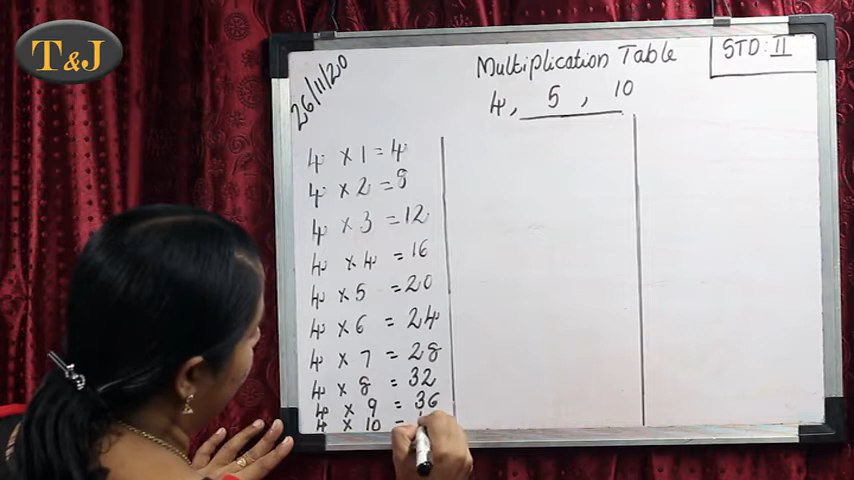 T&J
26/11/20
Multiplication Table
STD: II
4, 5, 10
4 x 1 = 4
4 x 2 = 8
4 x 3 = 12
4 x 4 = 16
4 x 5 = 20
4 x 6 = 24
4 x 7 = 28
4 x 8 = 32
4 x 9 = 36
4 x 10 =